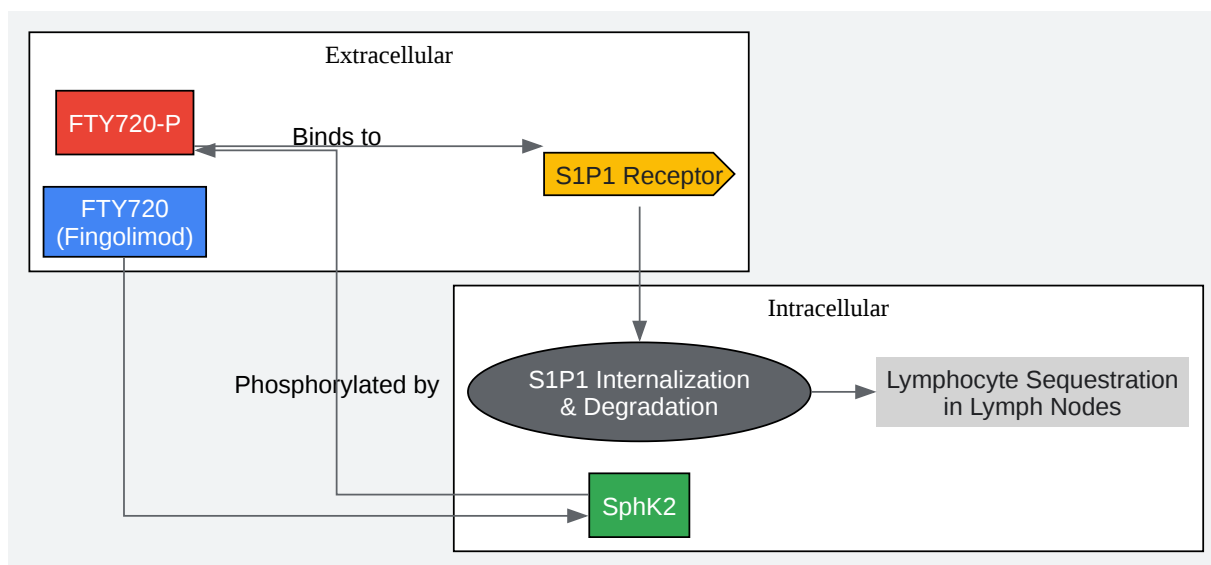 Extracellular
FTY720-P
Binds to
S1P1 Receptor
FTY720
(Fingolimod)
Intracellular
Phosphorylated by
S1P1 Internalization
& Degradation
Lymphocyte Sequestration
in Lymph Nodes
SphK2